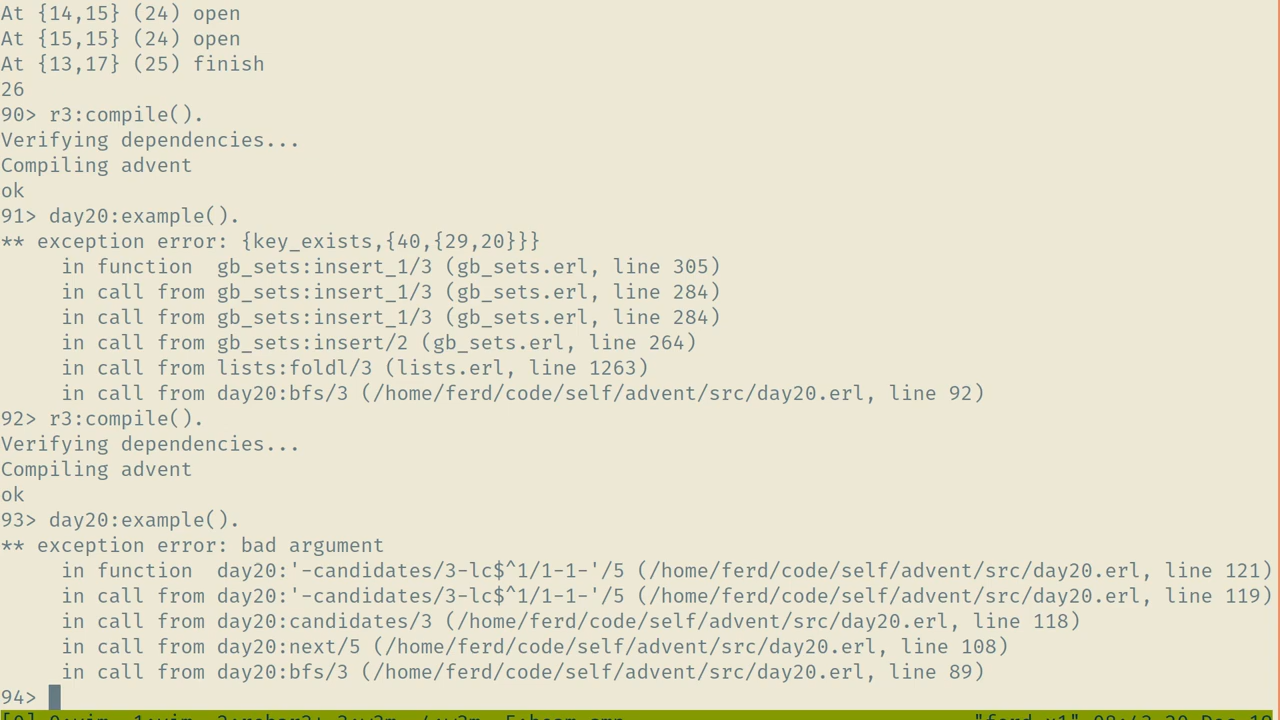 At {14,15} (24) open
At {15,15} (24) open
At {13,17} (25) finish
26
90> r3:compile().
Verifying dependencies...
Compiling advent
ok
91> day20:example().
** exception error: {key_exists,{40,{29,20}}}
     in function  gb_sets:insert_1/3 (gb_sets.erl, line 305)
     in call from gb_sets:insert_1/3 (gb_sets.erl, line 284)
     in call from gb_sets:insert_1/3 (gb_sets.erl, line 284)
     in call from gb_sets:insert/2 (gb_sets.erl, line 264)
     in call from lists:foldl/3 (lists.erl, line 1263)
     in call from day20:bfs/3 (/home/ferd/code/self/advent/src/day20.erl, line 92)
92> r3:compile().
Verifying dependencies...
Compiling advent
ok
93> day20:example().
** exception error: bad argument
     in function  day20:'-candidates/3-lc$^1/1-1-'/5 (/home/ferd/code/self/advent/src/day20.erl, line 121)
     in call from day20:'-candidates/3-lc$^1/1-1-'/5 (/home/ferd/code/self/advent/src/day20.erl, line 119)
     in call from day20:candidates/3 (/home/ferd/code/self/advent/src/day20.erl, line 118)
     in call from day20:next/5 (/home/ferd/code/self/advent/src/day20.erl, line 108)
     in call from day20:bfs/3 (/home/ferd/code/self/advent/src/day20.erl, line 89)
94>